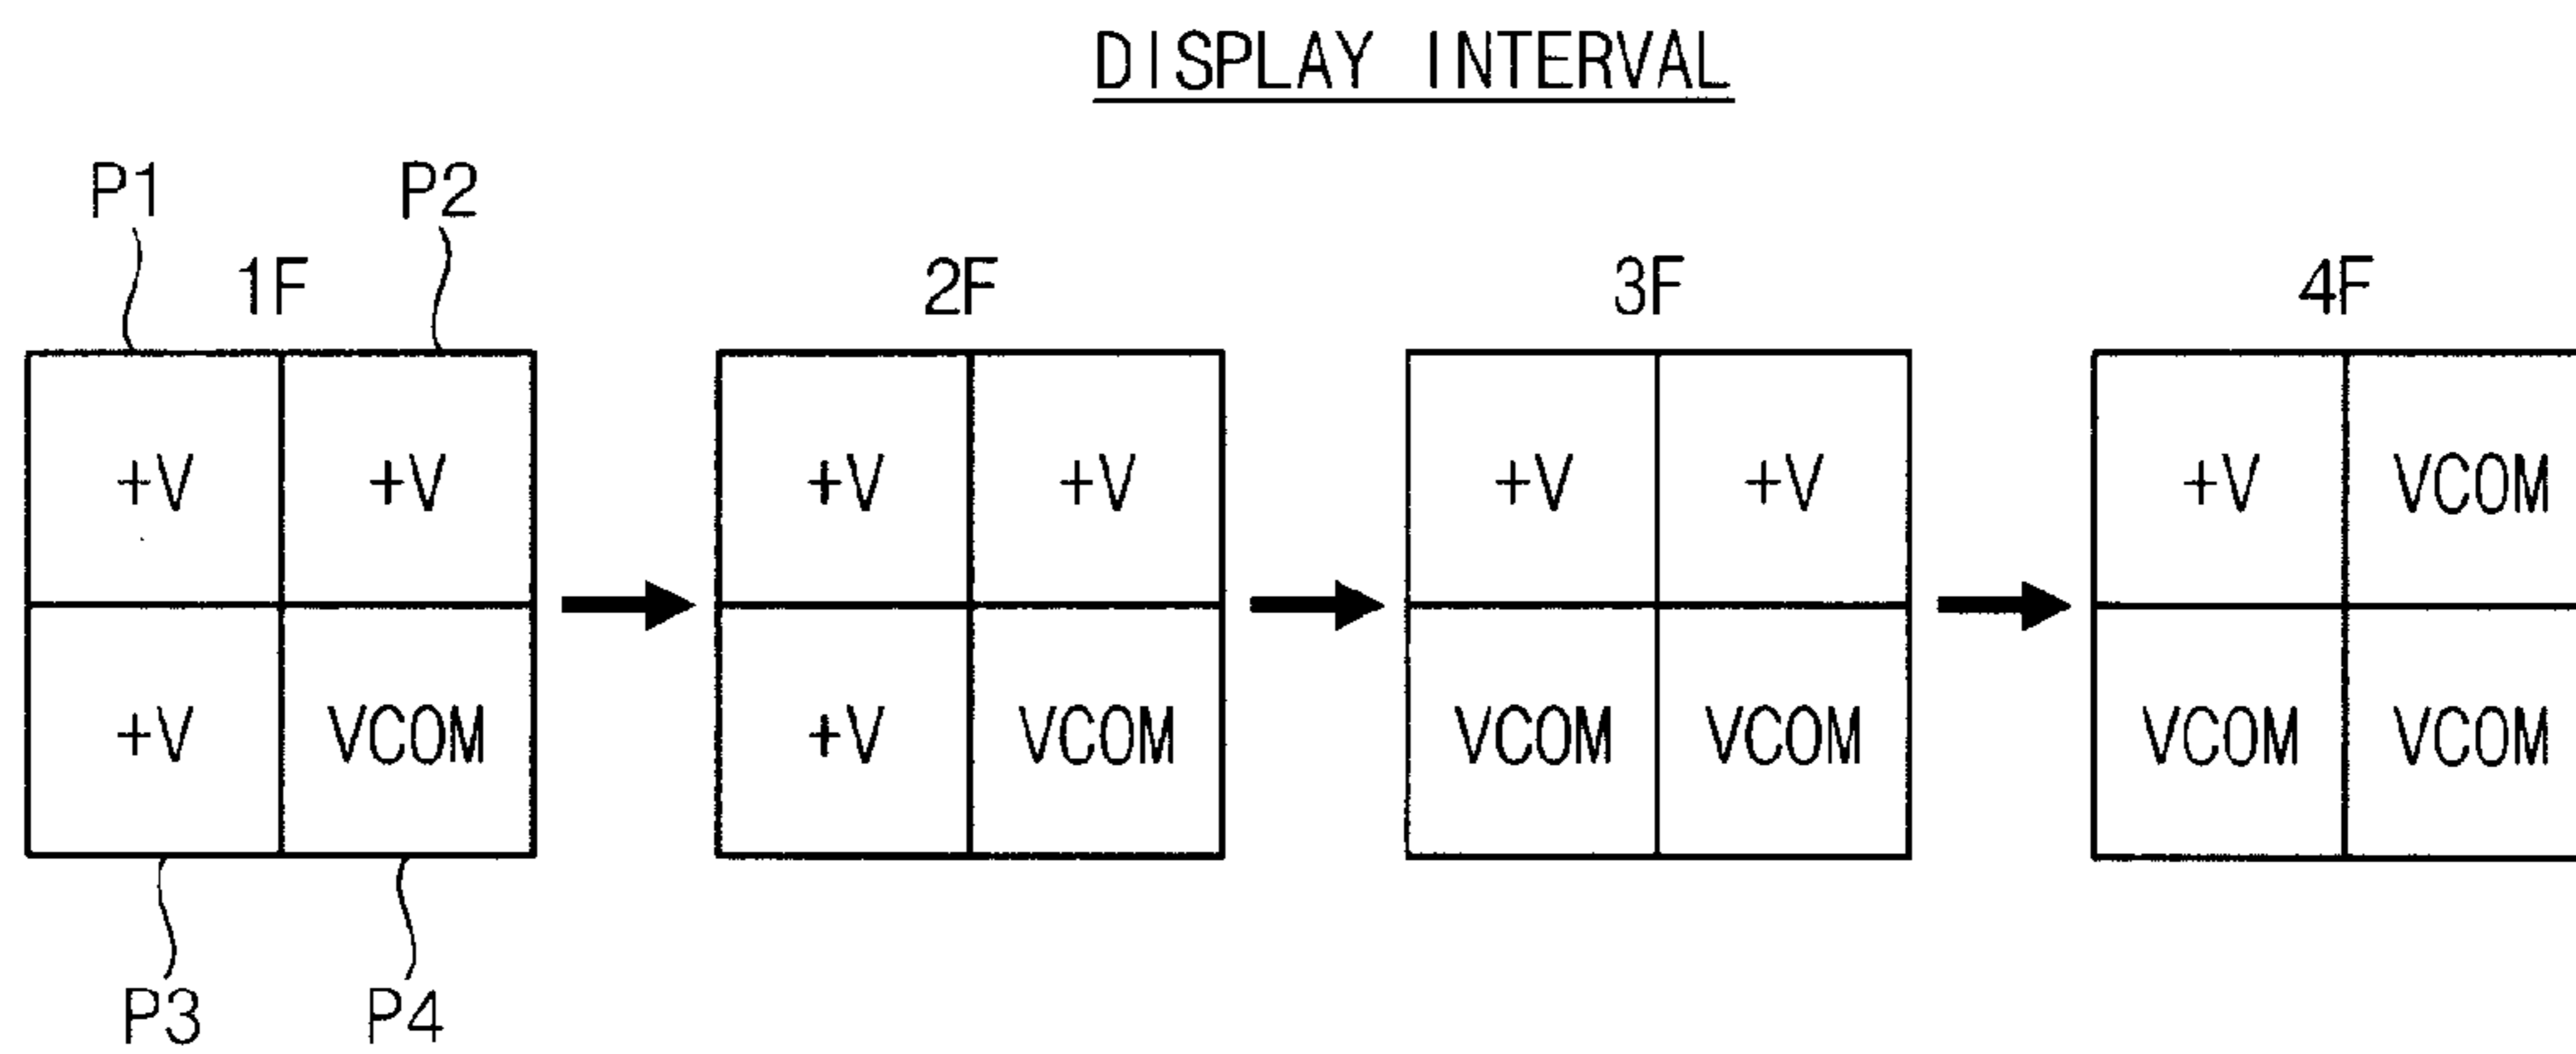 DISPLAY INTERVAL
P1 P2
1F 2F 3F 4F
+V +V +V +V +V +V +V VCOM
+V VCOM +V VCOM VCOM VCOM VCOM VCOM
P3 P4